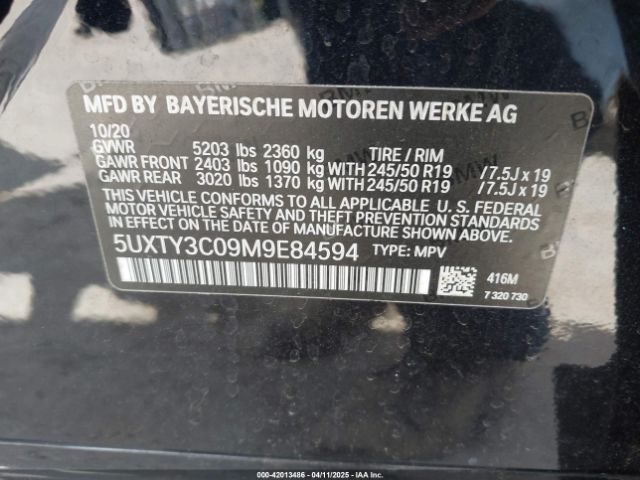 MFD BY BAYERISCHE MOTOREN WERKE AG
10/20
GVWR 5203 lbs 2360 kg TIRE / RIM
GAWR FRONT 2403 lbs 1090 kg WITH 245/50 R19 / 7.5J x 19
GAWR REAR 3020 lbs 1370 kg WITH 245/50 R19 / 7.5J x 19
THIS VEHICLE CONFORMS TO ALL APPLICABLE U. S. FEDERAL
MOTOR VEHICLE SAFETY, BUMPER, AND THEFT PREVENTION STANDARDS
IN EFFECT ON THE DATE OF MANUFACTURE SHOWN ABOVE.
5UXTY3C09M9E84594 TYPE: MPV
416M
7 320 730
000-42013486 - 04/11/2025 - IAA Inc.